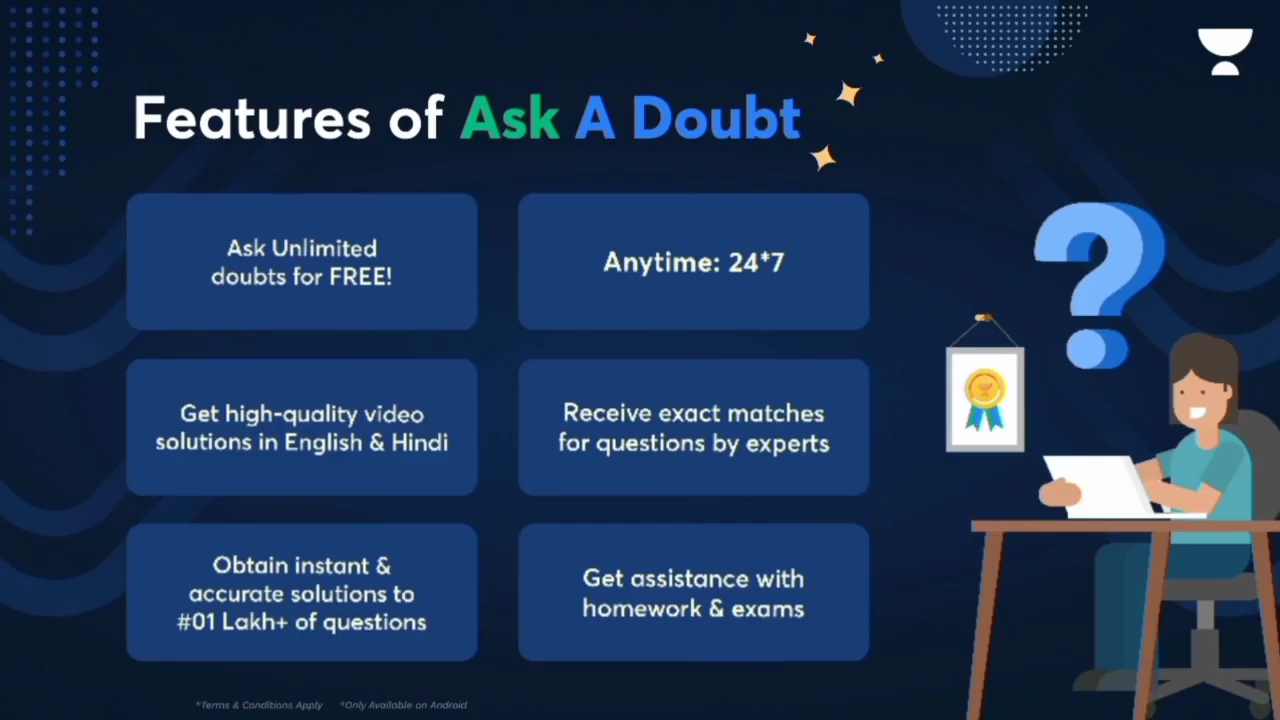 Features of Ask A Doubt
Ask Unlimited
doubts for FREE!
Anytime: 24*7
Get high-quality video
solutions in English & Hindi
Receive exact matches
for questions by experts
Obtain instant &
accurate solutions to
#01 Lakh+ of questions
Get assistance with
homework & exams
*Terms & Conditions Apply *Only Available on Android